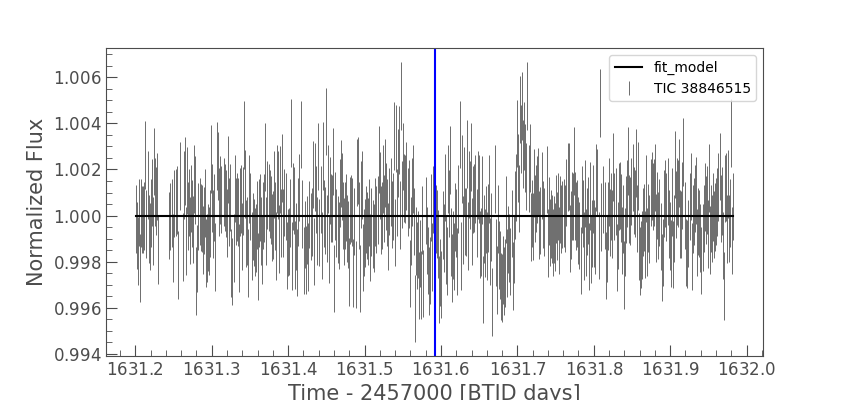 fit_model
TIC 38846515
1.006
1.004
1.002
1.000
0.998
0.996
0.994
Normalized Flux
1631.2 1631.3 1631.4 1631.5 1631.6 1631.7 1631.8 1631.9 1632.0
Time - 2457000 [BTJD days]